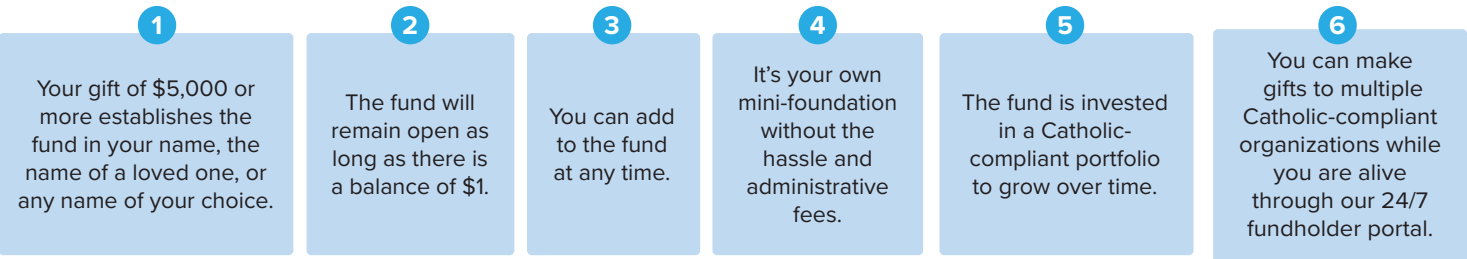 1
Your gift of $5,000 or
more establishes the
fund in your name, the
name of a loved one, or
any name of your choice.
2
The fund will
remain open as
long as there is
a balance of $1.
3
You can add
to the fund
at any time.
4
It’s your own
mini-foundation
without the
hassle and
administrative
fees.
5
The fund is invested
in a Catholic-
compliant portfolio
to grow over time.
6
You can make
gifts to multiple
Catholic-compliant
organizations while
you are alive
through our 24/7
fundholder portal.